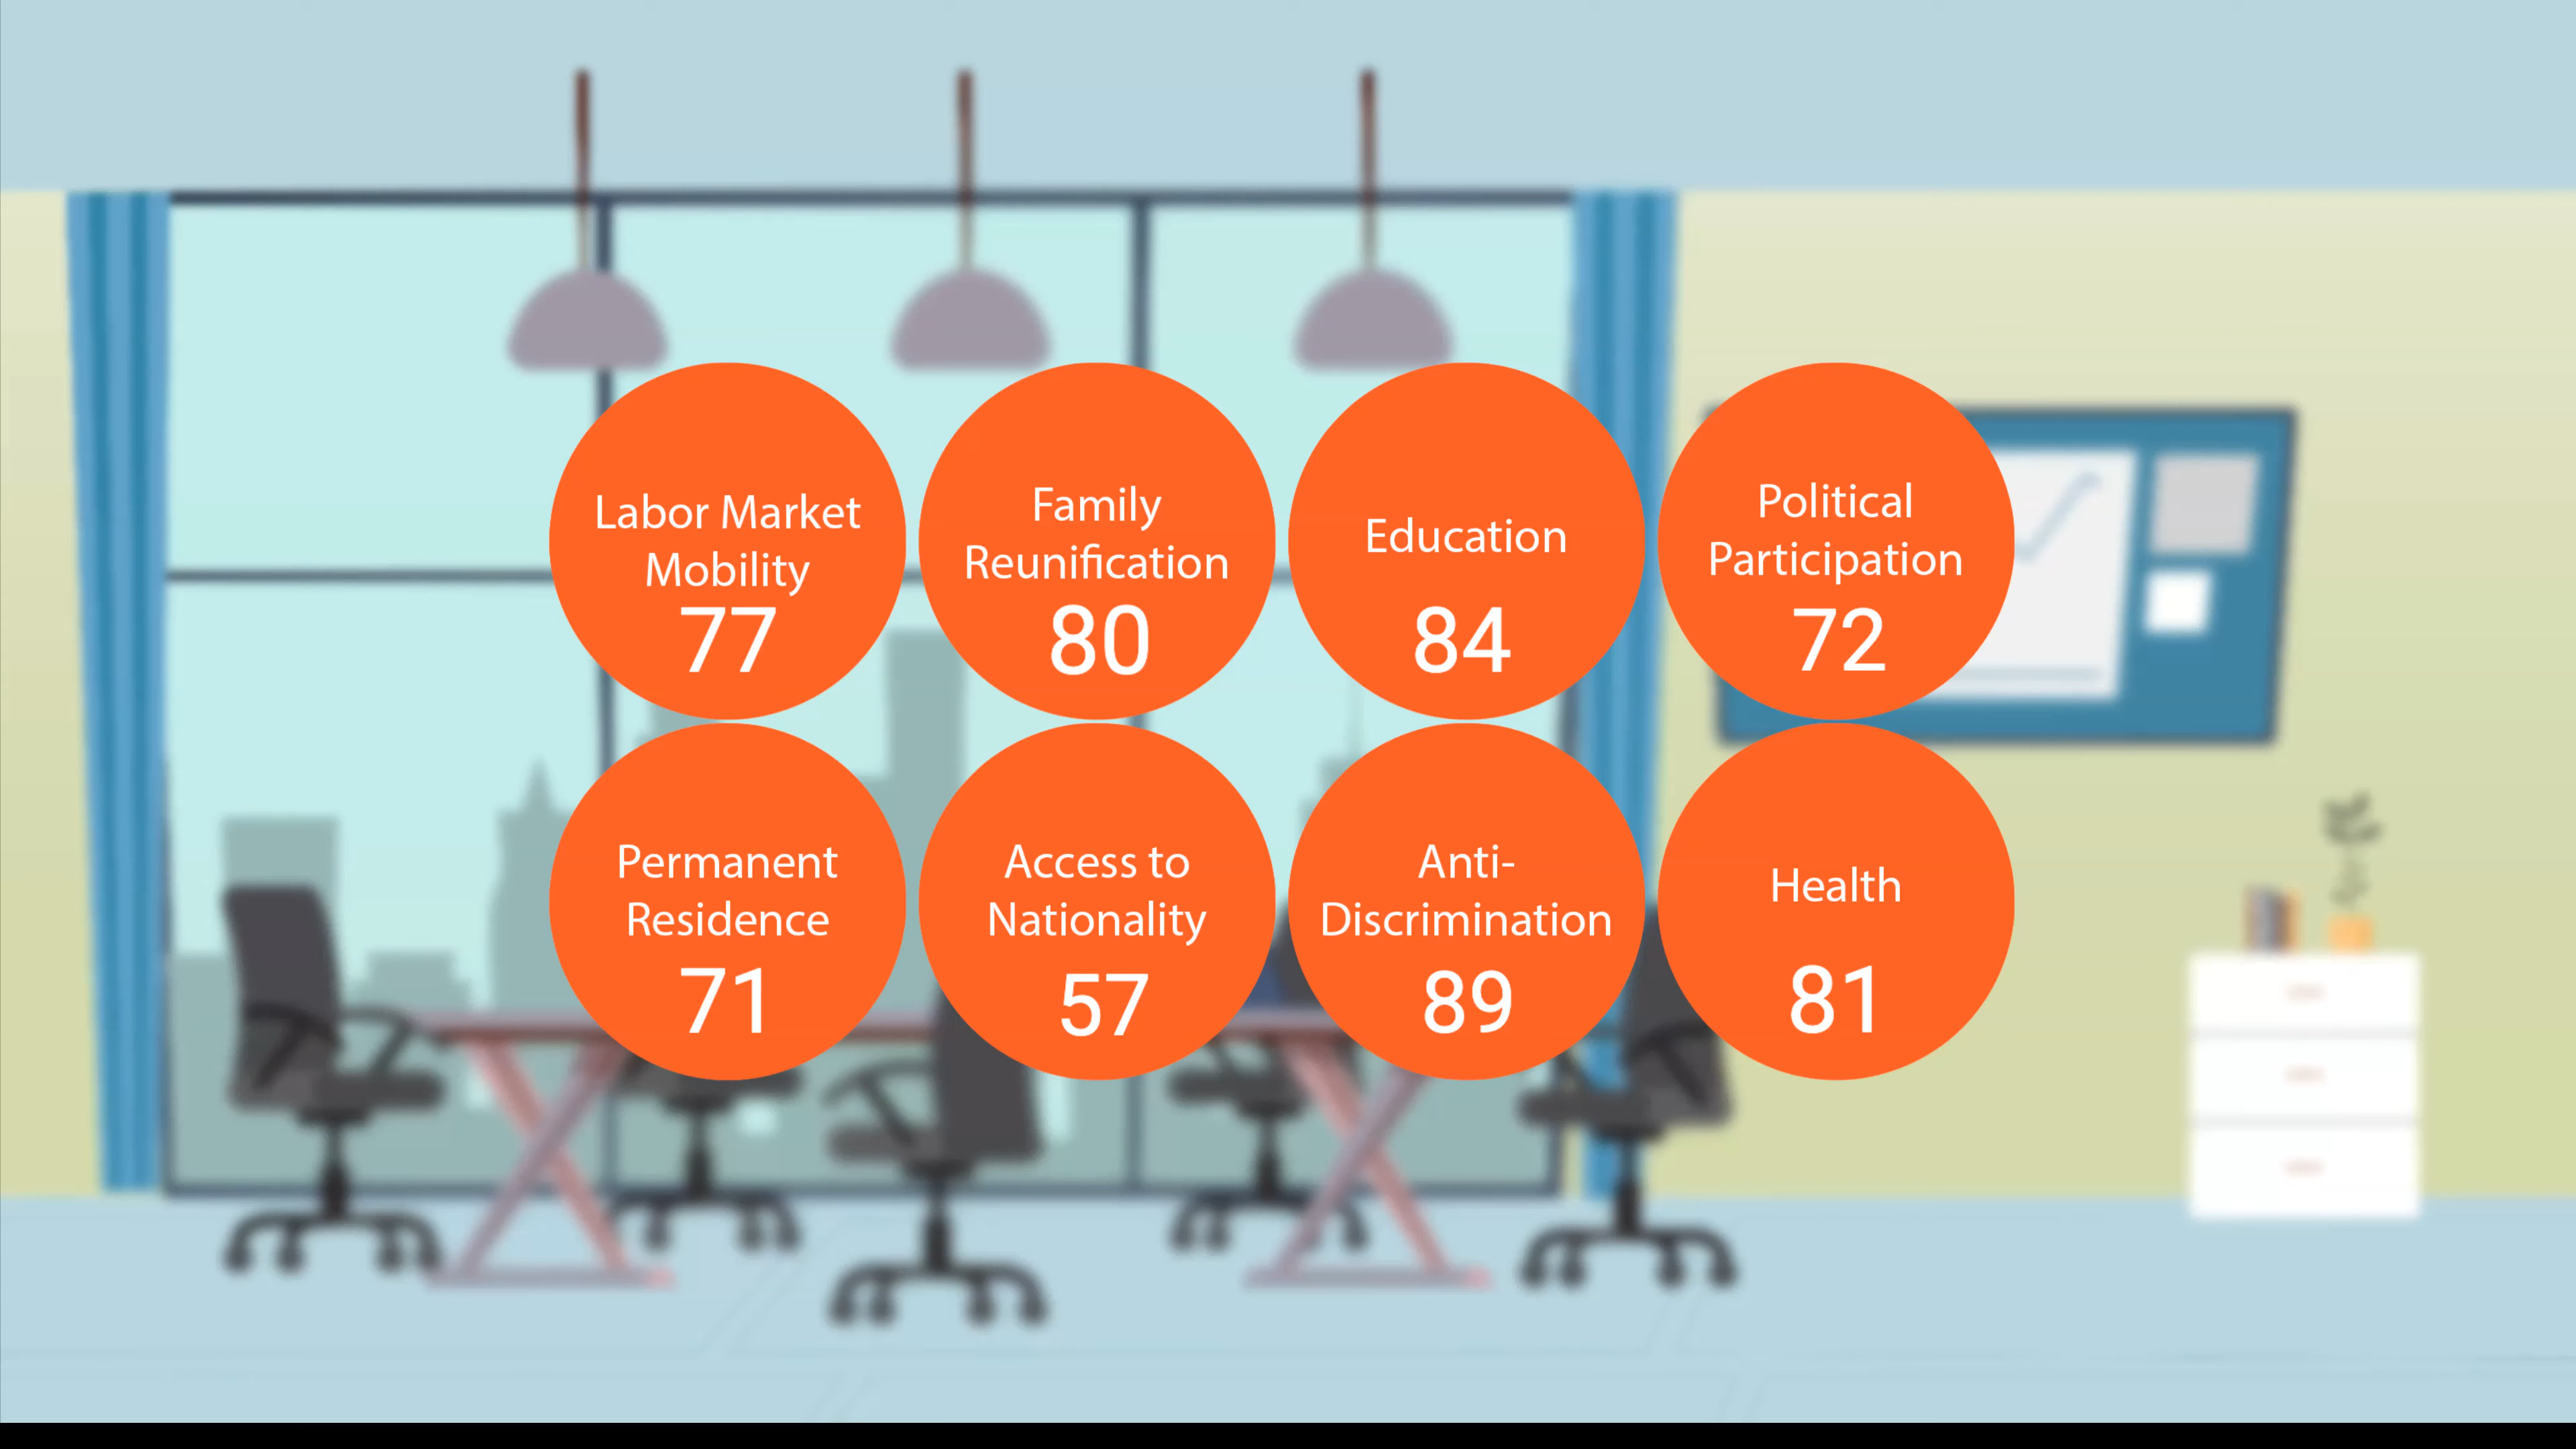 Labor Market
Mobility
77
Family
Reunification
80
Education
84
Political
Participation
72
Permanent
Residence
71
Access to
Nationality
57
Anti-
Discrimination
89
Health
81